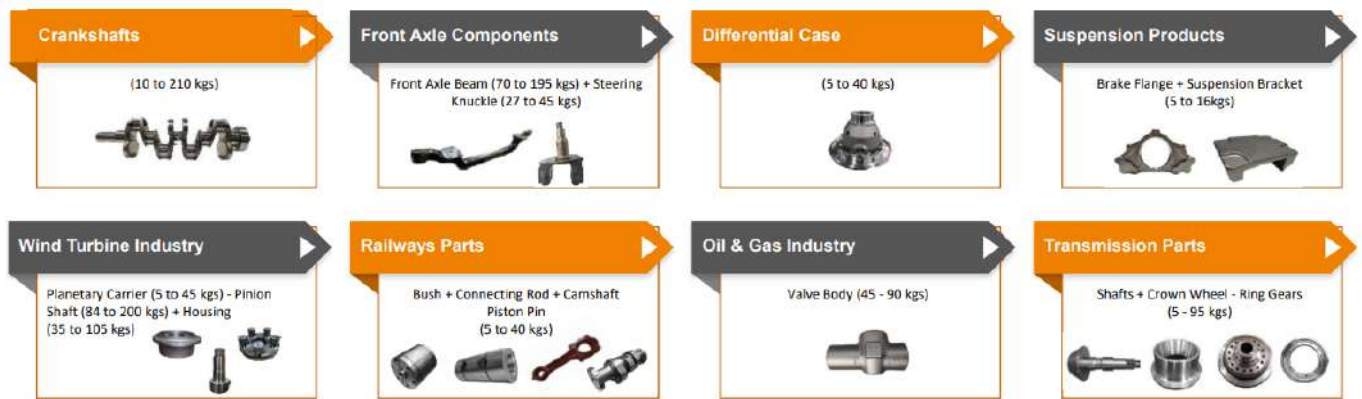 Crankshafts
(10 to 210 kgs)
Front Axle Components
Front Axle Beam (70 to 195 kgs) + Steering
Knuckle (27 to 45 kgs)
Differential Case
(5 to 40 kgs)
Suspension Products
Brake Flange + Suspension Bracket
(5 to 16kgs)
Wind Turbine Industry
Planetary Carrier (5 to 45 kgs) - Pinion
Shaft (84 to 200 kgs) + Housing
(35 to 105 kgs)
Railways Parts
Bush + Connecting Rod + Camshaft
Piston Pin
(5 to 40 kgs)
Oil & Gas Industry
Valve Body (45 - 90 kgs)
Transmission Parts
Shafts + Crown Wheel - Ring Gears
(5 - 95 kgs)